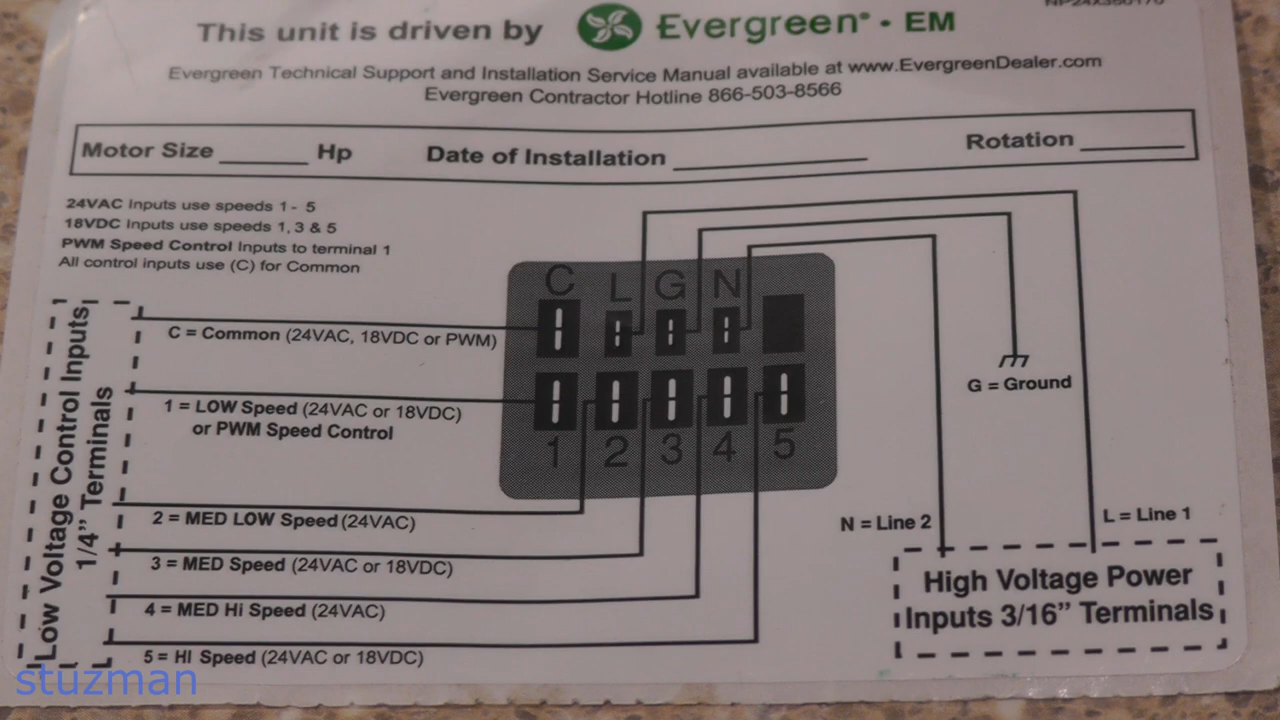 This unit is driven by Evergreen® • EM
Evergreen Technical Support and Installation Service Manual available at www.EvergreenDealer.com
Evergreen Contractor Hotline 866-503-8566
Motor Size ______ Hp Date of Installation ______________ Rotation ________
24VAC Inputs use speeds 1 - 5
18VDC Inputs use speeds 1, 3 & 5
PWM Speed Control Inputs to terminal 1
All control inputs use (C) for Common
C L G N
Low Voltage Control Inputs
1/4” Terminals
C = Common (24VAC, 18VDC or PWM)
G = Ground
1 = LOW Speed (24VAC or 18VDC)
or PWM Speed Control
1 2 3 4 5
2 = MED LOW Speed (24VAC)
N = Line 2
L = Line 1
3 = MED Speed (24VAC or 18VDC)
High Voltage Power
Inputs 3/16” Terminals
4 = MED Hi Speed (24VAC)
5 = HI Speed (24VAC or 18VDC)
stuzman